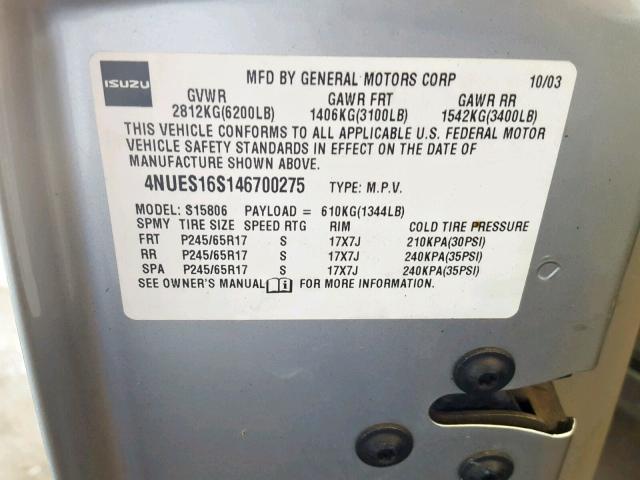 ISUZU MFD BY GENERAL MOTORS CORP 10/03
GVWR GAWR FRT GAWR RR
2812KG(6200LB) 1406KG(3100LB) 1542KG(3400LB)
THIS VEHICLE CONFORMS TO ALL APPLICABLE U.S. FEDERAL MOTOR
VEHICLE SAFETY STANDARDS IN EFFECT ON THE DATE OF
MANUFACTURE SHOWN ABOVE.
4NUES16S146700275 TYPE: M.P.V.
MODEL: S15806 PAYLOAD = 610KG(1344LB)
SPMY TIRE SIZE SPEED RTG RIM COLD TIRE PRESSURE
FRT P245/65R17 S 17X7J 210KPA(30PSI)
RR P245/65R17 S 17X7J 240KPA(35PSI)
SPA P245/65R17 S 17X7J 240KPA(35PSI)
SEE OWNER'S MANUAL i FOR MORE INFORMATION.